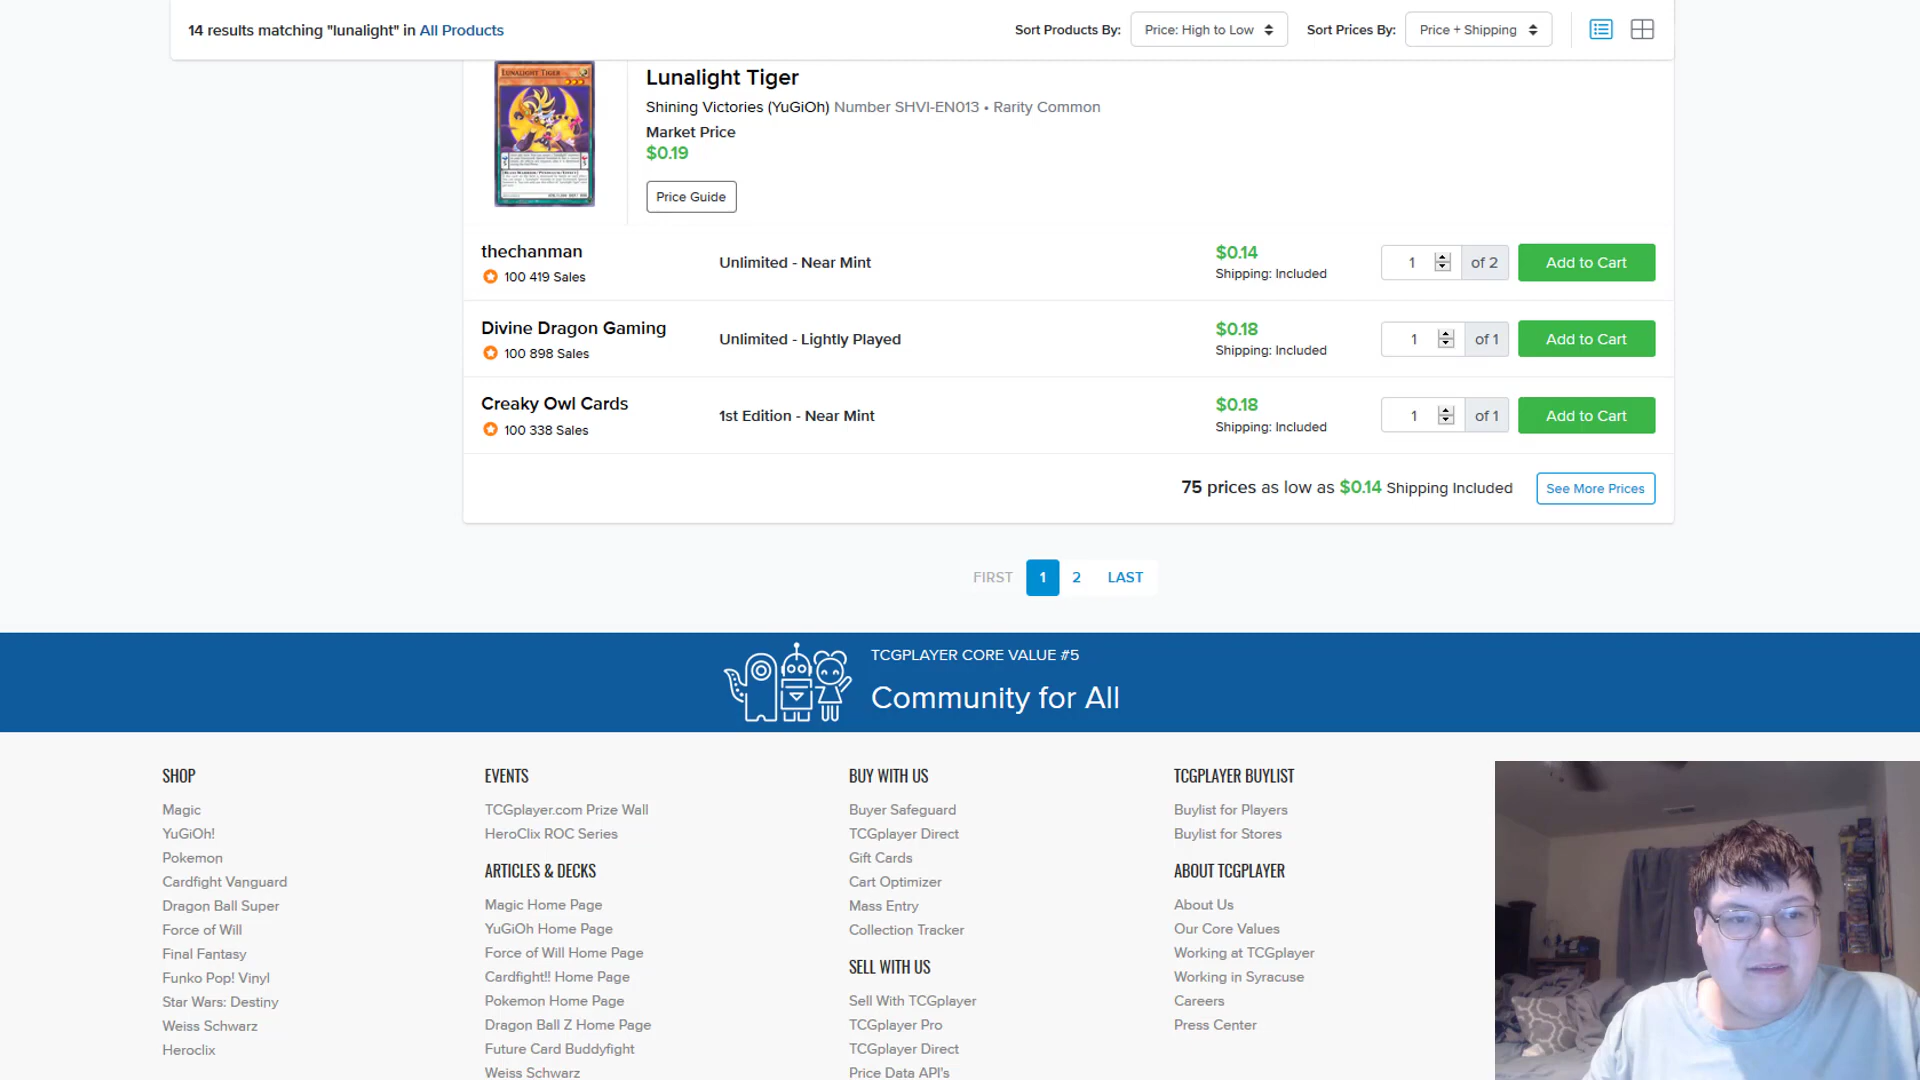 14 results matching "lunalight" in All Products
Sort Products By: Price: High to Low
Sort Prices By: Price + Shipping
LUNALIGHT TIGER
Lunalight Tiger
Shining Victories (YuGiOh) Number SHVI-EN013 • Rarity Common
Market Price
$0.19
Price Guide
thechanman
100 419 Sales
Unlimited - Near Mint
$0.14
Shipping: Included
1 of 2
Add to Cart
Divine Dragon Gaming
100 898 Sales
Unlimited - Lightly Played
$0.18
Shipping: Included
1 of 1
Add to Cart
Creaky Owl Cards
100 338 Sales
1st Edition - Near Mint
$0.18
Shipping: Included
1 of 1
Add to Cart
75 prices as low as $0.14 Shipping Included
See More Prices
FIRST 1 2 LAST
TCGPLAYER CORE VALUE #5
Community for All
SHOP
Magic
YuGiOh!
Pokemon
Cardfight Vanguard
Dragon Ball Super
Force of Will
Final Fantasy
Funko Pop! Vinyl
Star Wars: Destiny
Weiss Schwarz
Heroclix
EVENTS
TCGplayer.com Prize Wall
HeroClix ROC Series
ARTICLES & DECKS
Magic Home Page
YuGiOh Home Page
Force of Will Home Page
Cardfight!! Home Page
Pokemon Home Page
Dragon Ball Z Home Page
Future Card Buddyfight
Weiss Schwarz
BUY WITH US
Buyer Safeguard
TCGplayer Direct
Gift Cards
Cart Optimizer
Mass Entry
Collection Tracker
SELL WITH US
Sell With TCGplayer
TCGplayer Pro
TCGplayer Direct
Price Data API's
TCGPLAYER BUYLIST
Buylist for Players
Buylist for Stores
ABOUT TCGPLAYER
About Us
Our Core Values
Working at TCGplayer
Working in Syracuse
Careers
Press Center